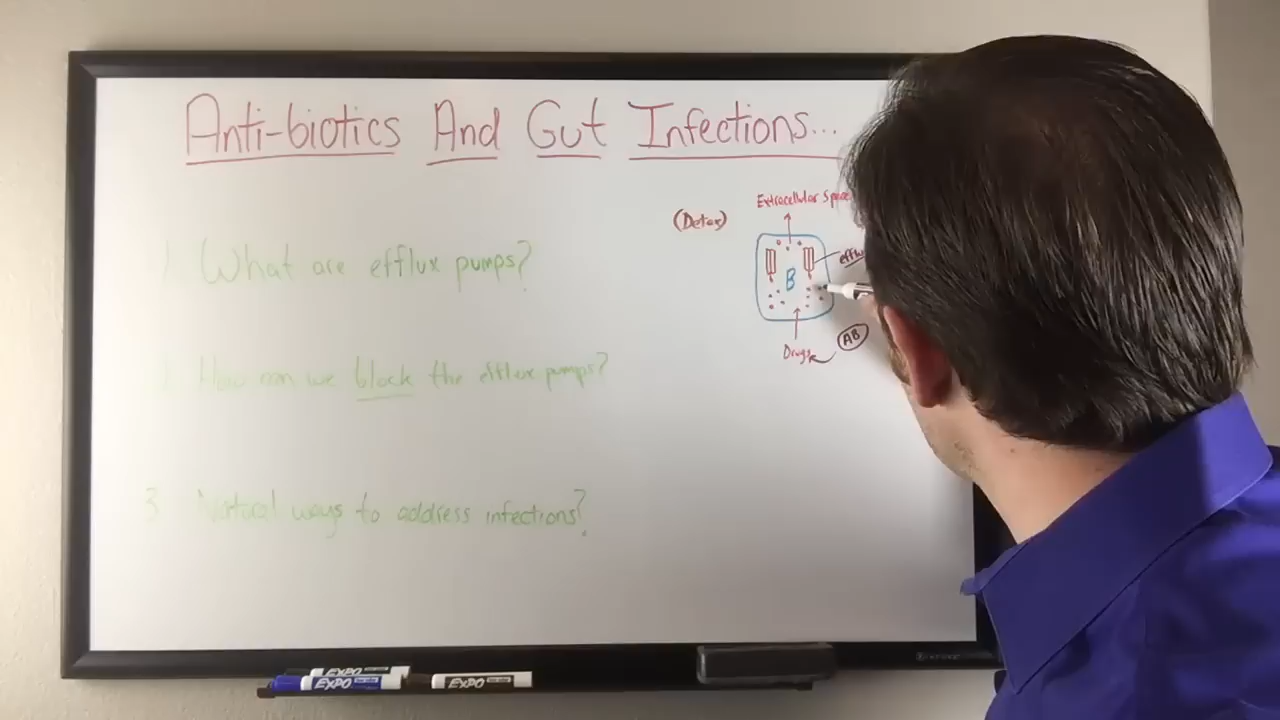 Anti-biotics And Gut Infections...
Extracellular Space
(Detox)
1. What are efflux pumps?
efflu
B
AB
Drugs
How can we block the efflux pumps?
3. Natural ways to address infections?
EXPO
EXPO
EXPO